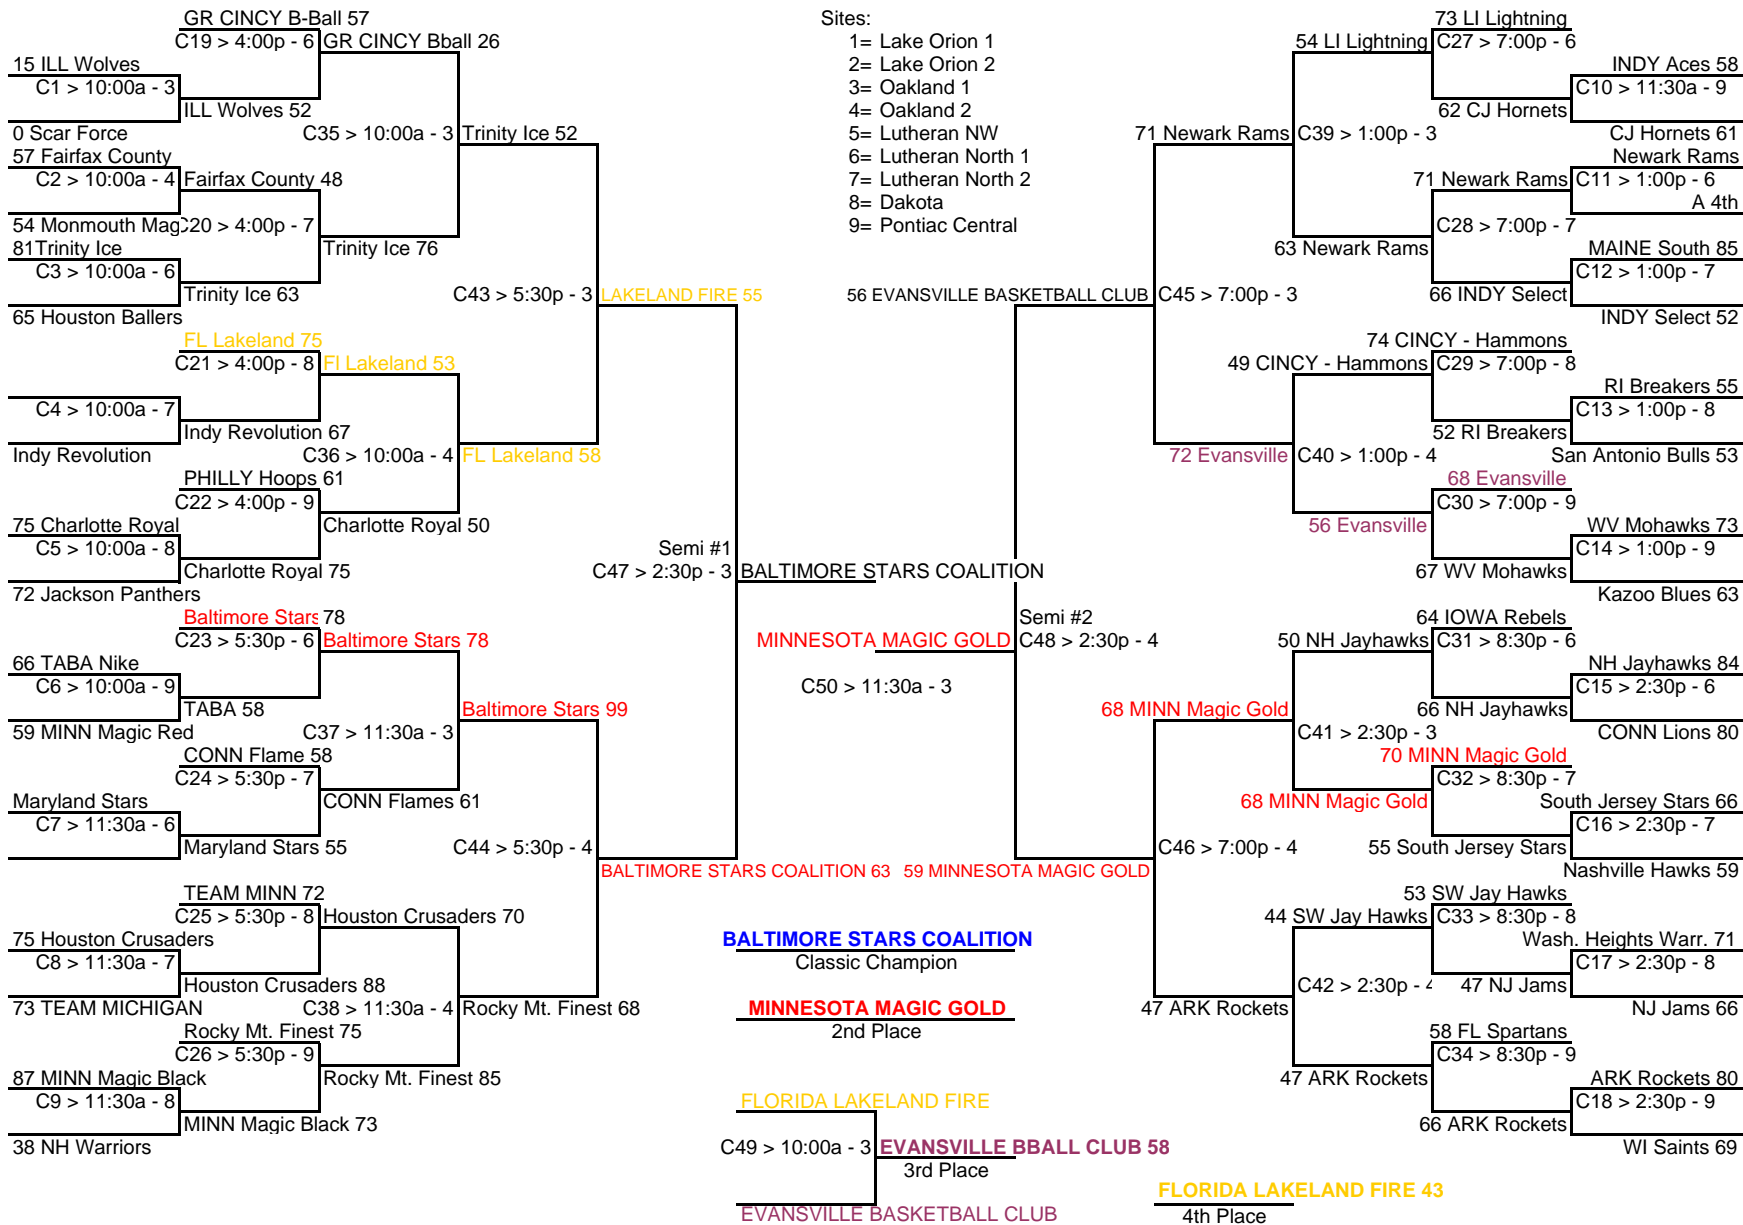 GR CINCY B-Ball 57
C19 > 4:00p - 6
GR CINCY Bball 26
15 ILL Wolves
C1 > 10:00a - 3
ILL Wolves 52
0 Scar Force
C35 > 10:00a - 3
Trinity Ice 52
57 Fairfax County
C2 > 10:00a - 4
Fairfax County 48
54 Monmouth Mag
C20 > 4:00p - 7
81Trinity Ice
Trinity Ice 76
C3 > 10:00a - 6
Trinity Ice 63
65 Houston Ballers
C43 > 5:30p - 3
LAKELAND FIRE 55
FL Lakeland 75
C21 > 4:00p - 8
Fl Lakeland 53
C4 > 10:00a - 7
Indy Revolution 67
Indy Revolution
C36 > 10:00a - 4
FL Lakeland 58
PHILLY Hoops 61
C22 > 4:00p - 9
75 Charlotte Royal
Charlotte Royal 50
C5 > 10:00a - 8
Charlotte Royal 75
72 Jackson Panthers
Semi #1
C47 > 2:30p - 3
BALTIMORE STARS COALITION
Baltimore Stars 78
C23 > 5:30p - 6
Baltimore Stars 78
66 TABA Nike
C6 > 10:00a - 9
TABA 58
59 MINN Magic Red
C37 > 11:30a - 3
Baltimore Stars 99
CONN Flame 58
C24 > 5:30p - 7
Maryland Stars
CONN Flames 61
C7 > 11:30a - 6
Maryland Stars 55
C44 > 5:30p - 4
BALTIMORE STARS COALITION 63
TEAM MINN 72
C25 > 5:30p - 8
Houston Crusaders 70
75 Houston Crusaders
C8 > 11:30a - 7
Houston Crusaders 88
73 TEAM MICHIGAN
C38 > 11:30a - 4
Rocky Mt. Finest 68
Rocky Mt. Finest 75
C26 > 5:30p - 9
87 MINN Magic Black
Rocky Mt. Finest 85
C9 > 11:30a - 8
MINN Magic Black 73
38 NH Warriors
Sites:
1= Lake Orion 1
2= Lake Orion 2
3= Oakland 1
4= Oakland 2
5= Lutheran NW
6= Lutheran North 1
7= Lutheran North 2
8= Dakota
9= Pontiac Central
73 LI Lightning
54 LI Lightning
C27 > 7:00p - 6
INDY Aces 58
C10 > 11:30a - 9
62 CJ Hornets
CJ Hornets 61
71 Newark Rams
C39 > 1:00p - 3
Newark Rams
71 Newark Rams
C11 > 1:00p - 6
A 4th
C28 > 7:00p - 7
63 Newark Rams
MAINE South 85
C12 > 1:00p - 7
66 INDY Select
INDY Select 52
56 EVANSVILLE BASKETBALL CLUB
C45 > 7:00p - 3
74 CINCY - Hammons
49 CINCY - Hammons
C29 > 7:00p - 8
RI Breakers 55
C13 > 1:00p - 8
52 RI Breakers
San Antonio Bulls 53
72 Evansville
C40 > 1:00p - 4
68 Evansville
C30 > 7:00p - 9
56 Evansville
WV Mohawks 73
C14 > 1:00p - 9
67 WV Mohawks
Kazoo Blues 63
Semi #2
MINNESOTA MAGIC GOLD
C48 > 2:30p - 4
C50 > 11:30a - 3
64 IOWA Rebels
50 NH Jayhawks
C31 > 8:30p - 6
NH Jayhawks 84
C15 > 2:30p - 6
66 NH Jayhawks
CONN Lions 80
68 MINN Magic Gold
C41 > 2:30p - 3
70 MINN Magic Gold
C32 > 8:30p - 7
68 MINN Magic Gold
South Jersey Stars 66
C16 > 2:30p - 7
55 South Jersey Stars
Nashville Hawks 59
C46 > 7:00p - 4
59 MINNESOTA MAGIC GOLD
53 SW Jay Hawks
44 SW Jay Hawks
C33 > 8:30p - 8
Wash. Heights Warr. 71
C17 > 2:30p - 8
47 NJ Jams
NJ Jams 66
C42 > 2:30p - 4
47 ARK Rockets
58 FL Spartans
C34 > 8:30p - 9
47 ARK Rockets
ARK Rockets 80
C18 > 2:30p - 9
66 ARK Rockets
WI Saints 69
BALTIMORE STARS COALITION
Classic Champion
MINNESOTA MAGIC GOLD
2nd Place
FLORIDA LAKELAND FIRE
C49 > 10:00a - 3
EVANSVILLE BBALL CLUB 58
3rd Place
EVANSVILLE BASKETBALL CLUB
FLORIDA LAKELAND FIRE 43
4th Place